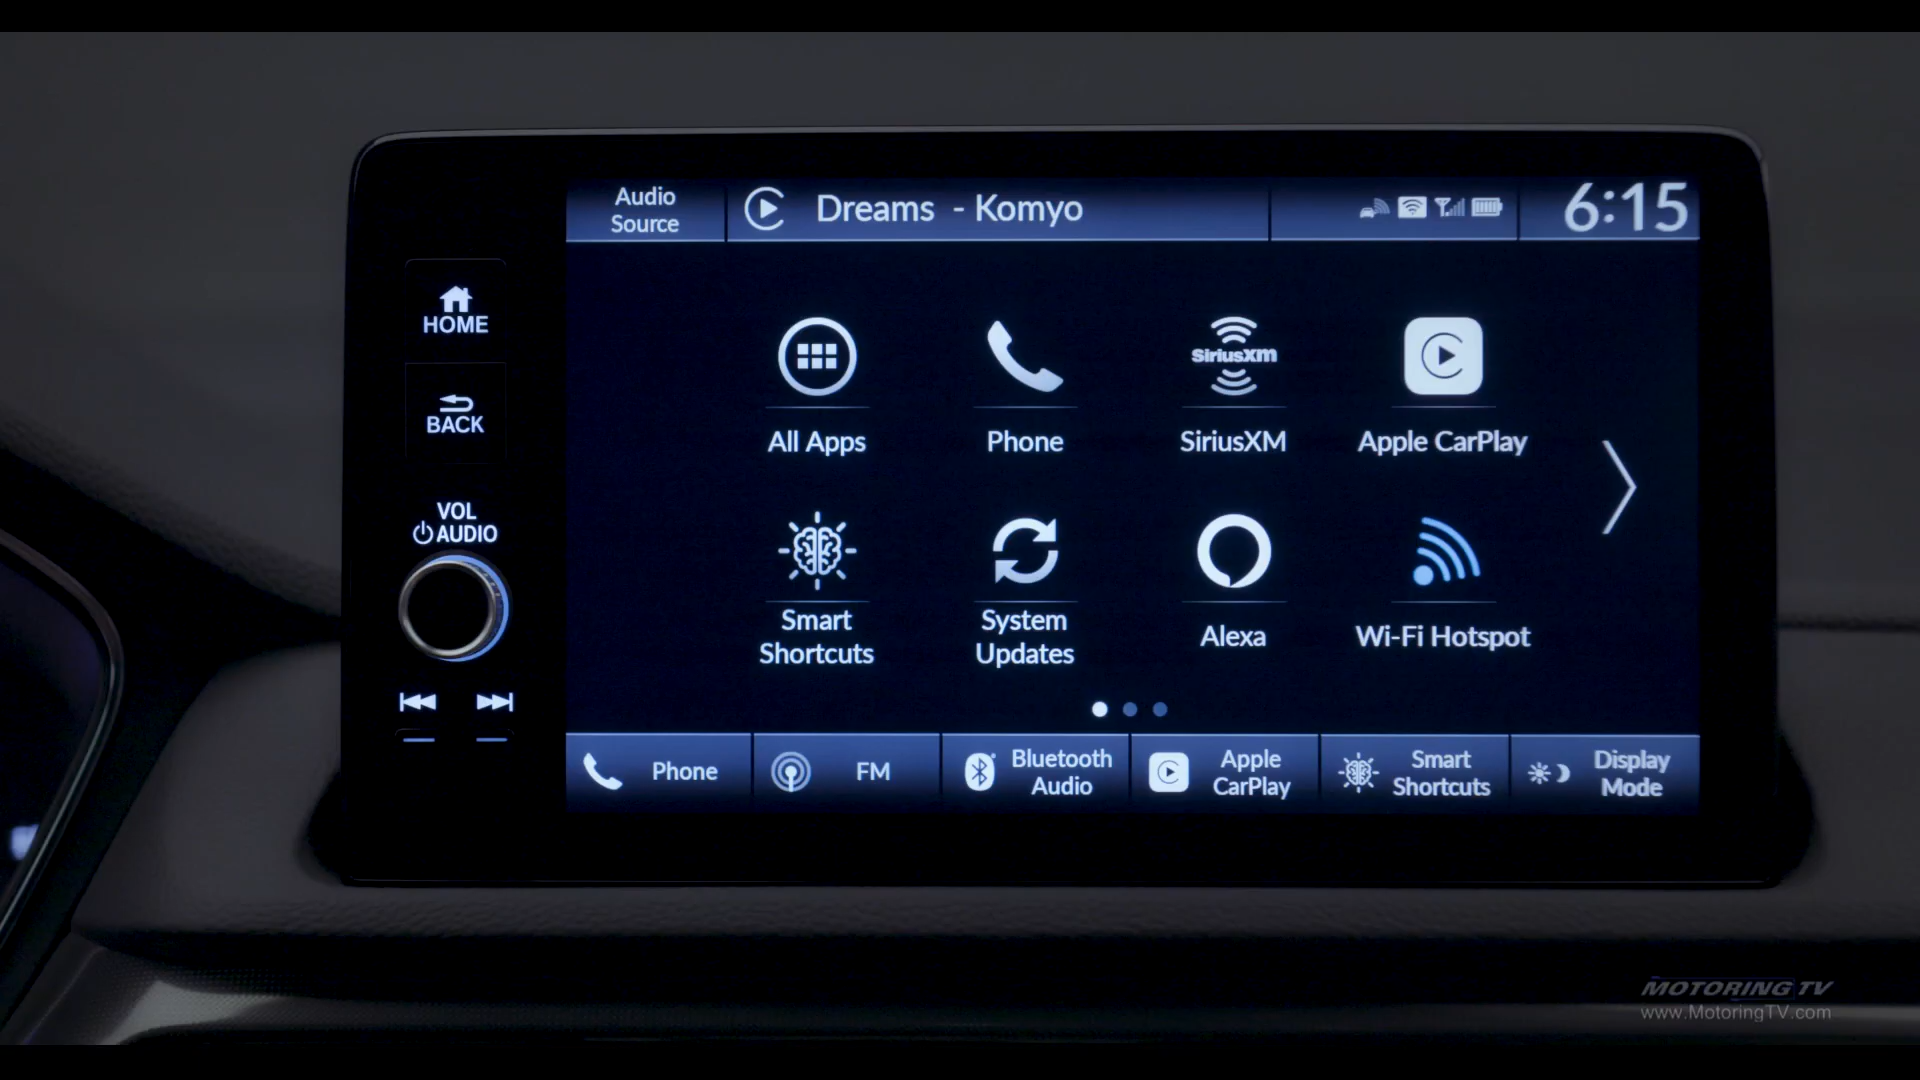 Audio
Source
Dreams - Komyo
6:15
HOME
BACK
VOL
AUDIO
SiriusXM
All Apps
Phone
SiriusXM
Apple CarPlay
Smart
Shortcuts
System
Updates
Alexa
Wi-Fi Hotspot
Phone
FM
Bluetooth
Audio
Apple
CarPlay
Smart
Shortcuts
Display
Mode
MOTORING TV
www.MotoringTV.com